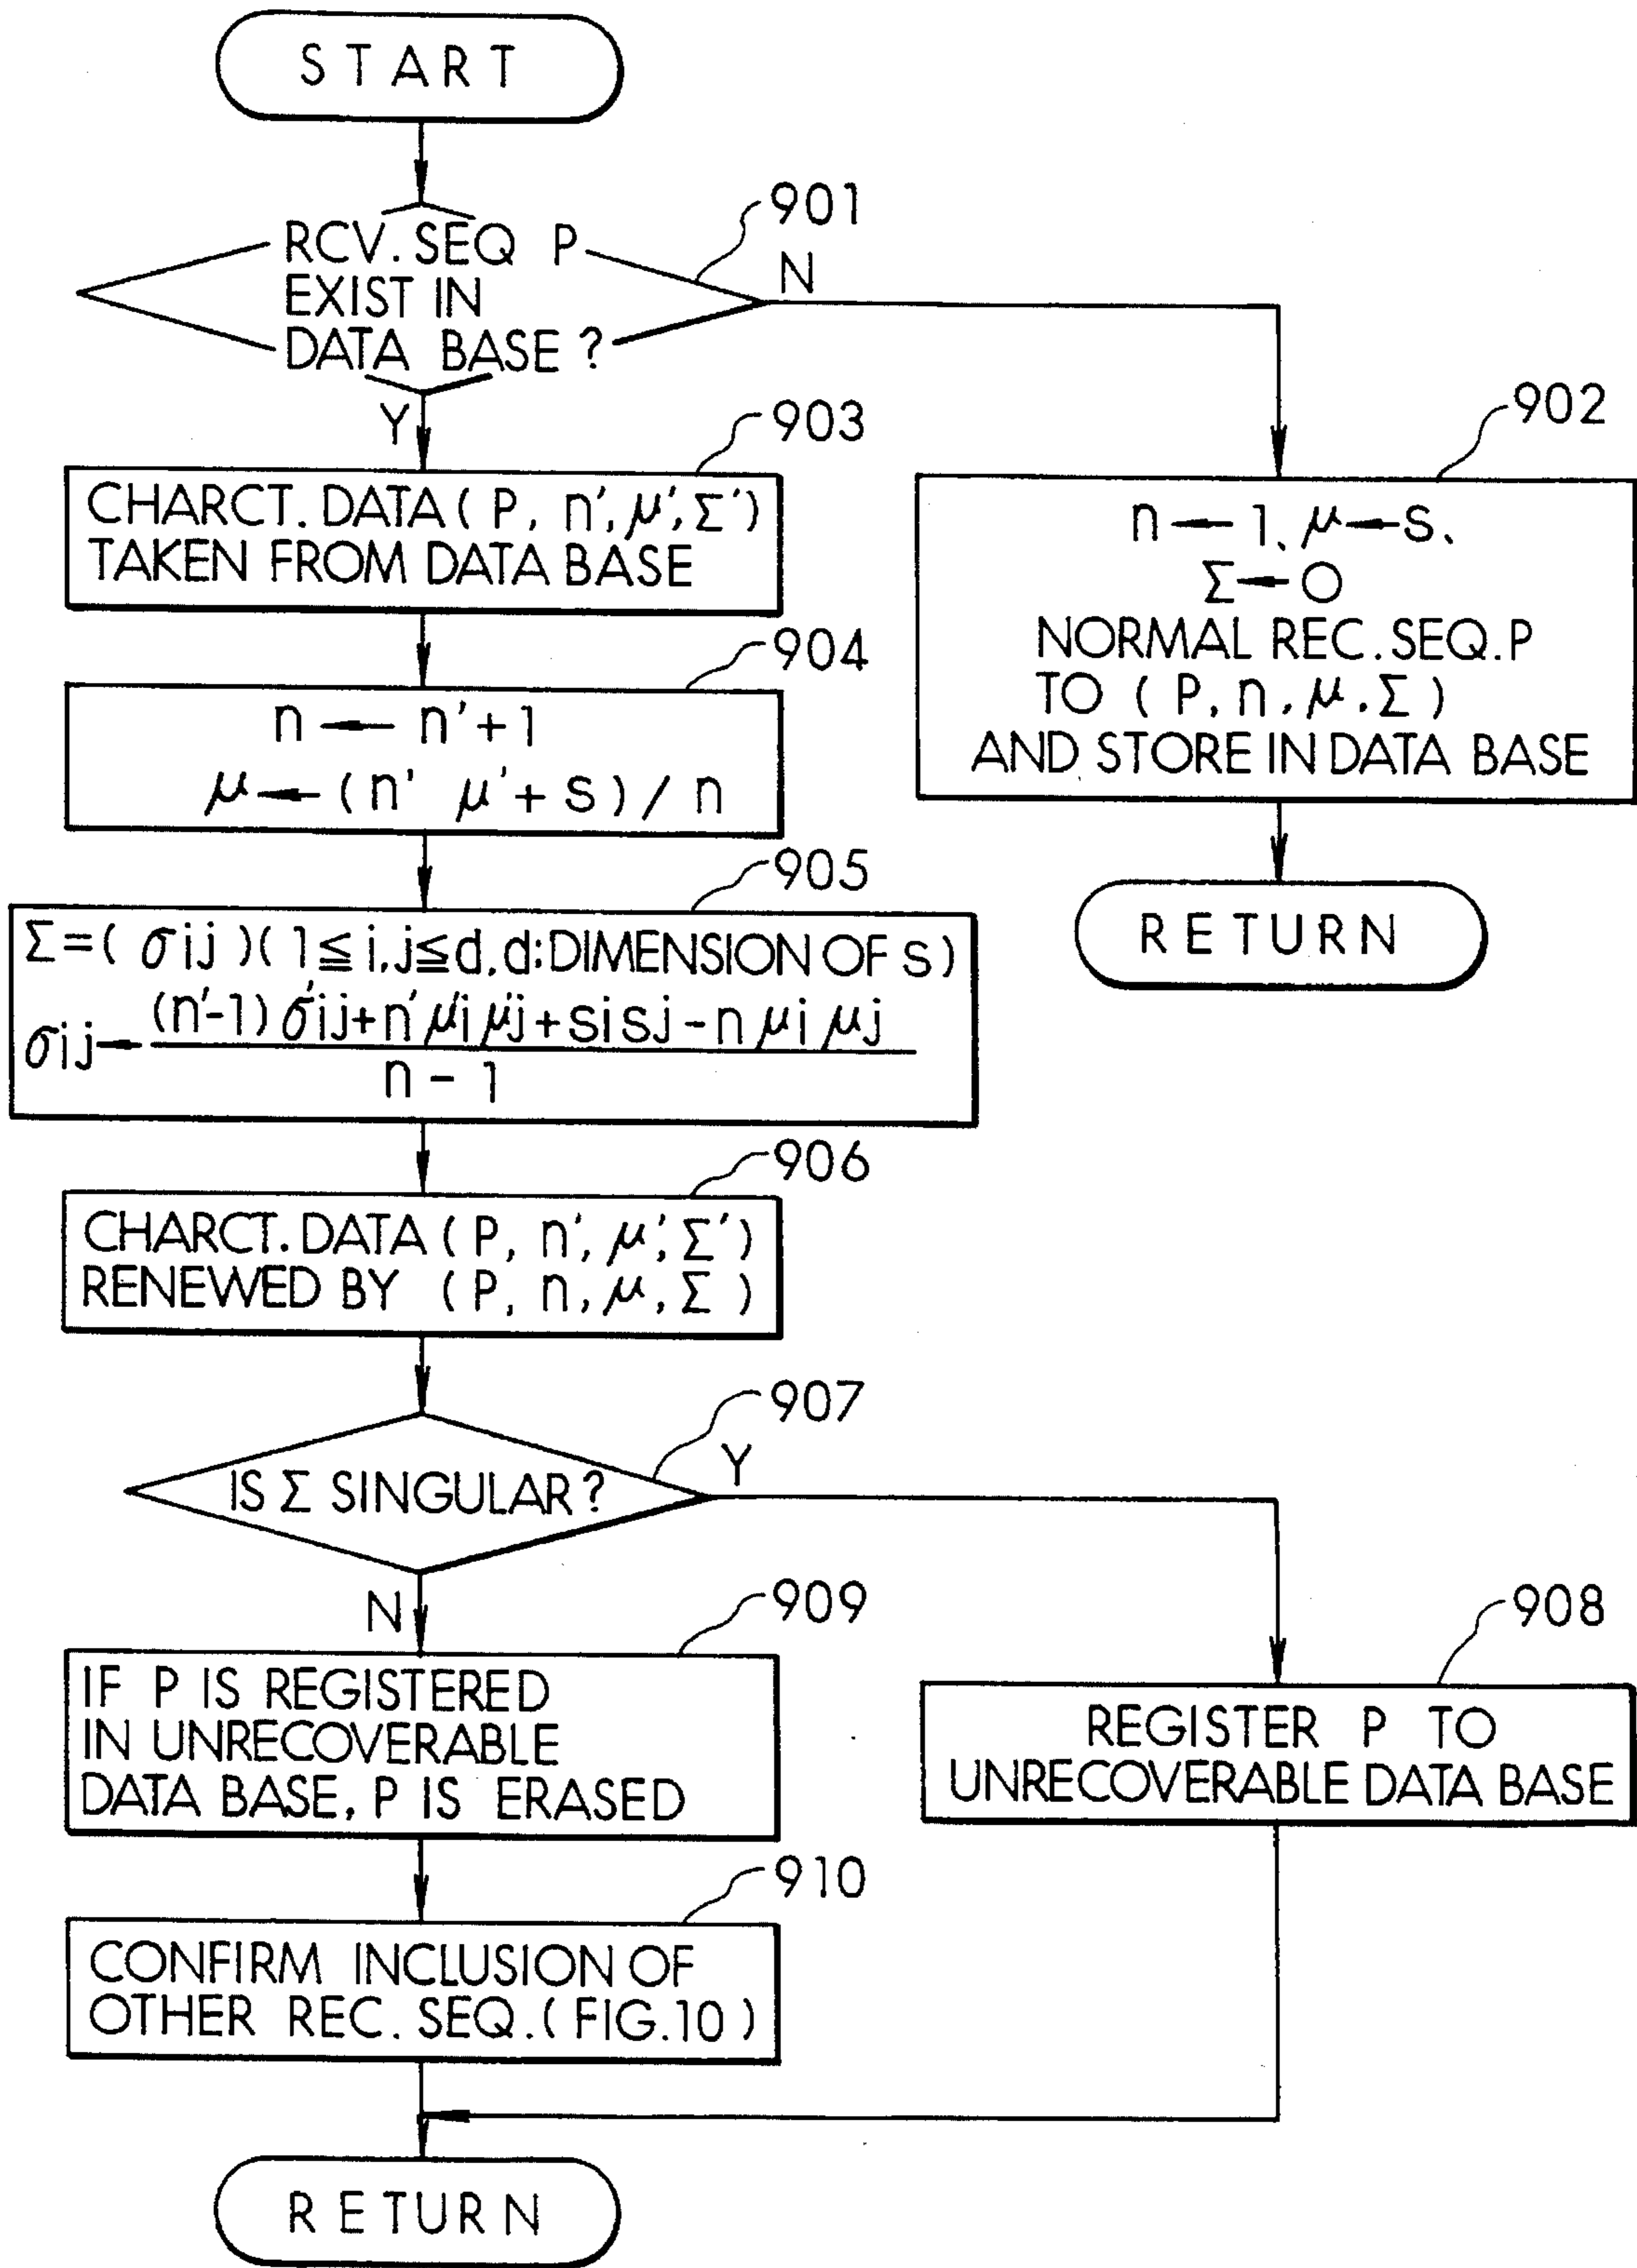 START
901
RCV. SEQ P
EXIST IN
DATA BASE ?
N
Y
903
CHARCT. DATA ( P, n', μ', Σ' )
TAKEN FROM DATA BASE
902
n ← 1, μ ← s,
Σ ← O
NORMAL REC. SEQ. P
TO ( P, n, μ, Σ )
AND STORE IN DATA BASE
904
n ← n' + 1
μ ← ( n' μ' + s ) / n
RETURN
905
Σ = ( σij ) ( 1 ≦ i, j ≦ d, d : DIMENSION OF s )
(n'-1) σ'ij + n' μ'i μ'j + si sj - n μi μj
σij ←
n - 1
906
CHARCT. DATA ( P, n', μ', Σ' )
RENEWED BY ( P, n, μ, Σ )
907
IS Σ SINGULAR ?
Y
N
909
IF P IS REGISTERED
IN UNRECOVERABLE
DATA BASE, P IS ERASED
908
REGISTER P TO
UNRECOVERABLE DATA BASE
910
CONFIRM INCLUSION OF
OTHER REC. SEQ. ( FIG. 10 )
RETURN